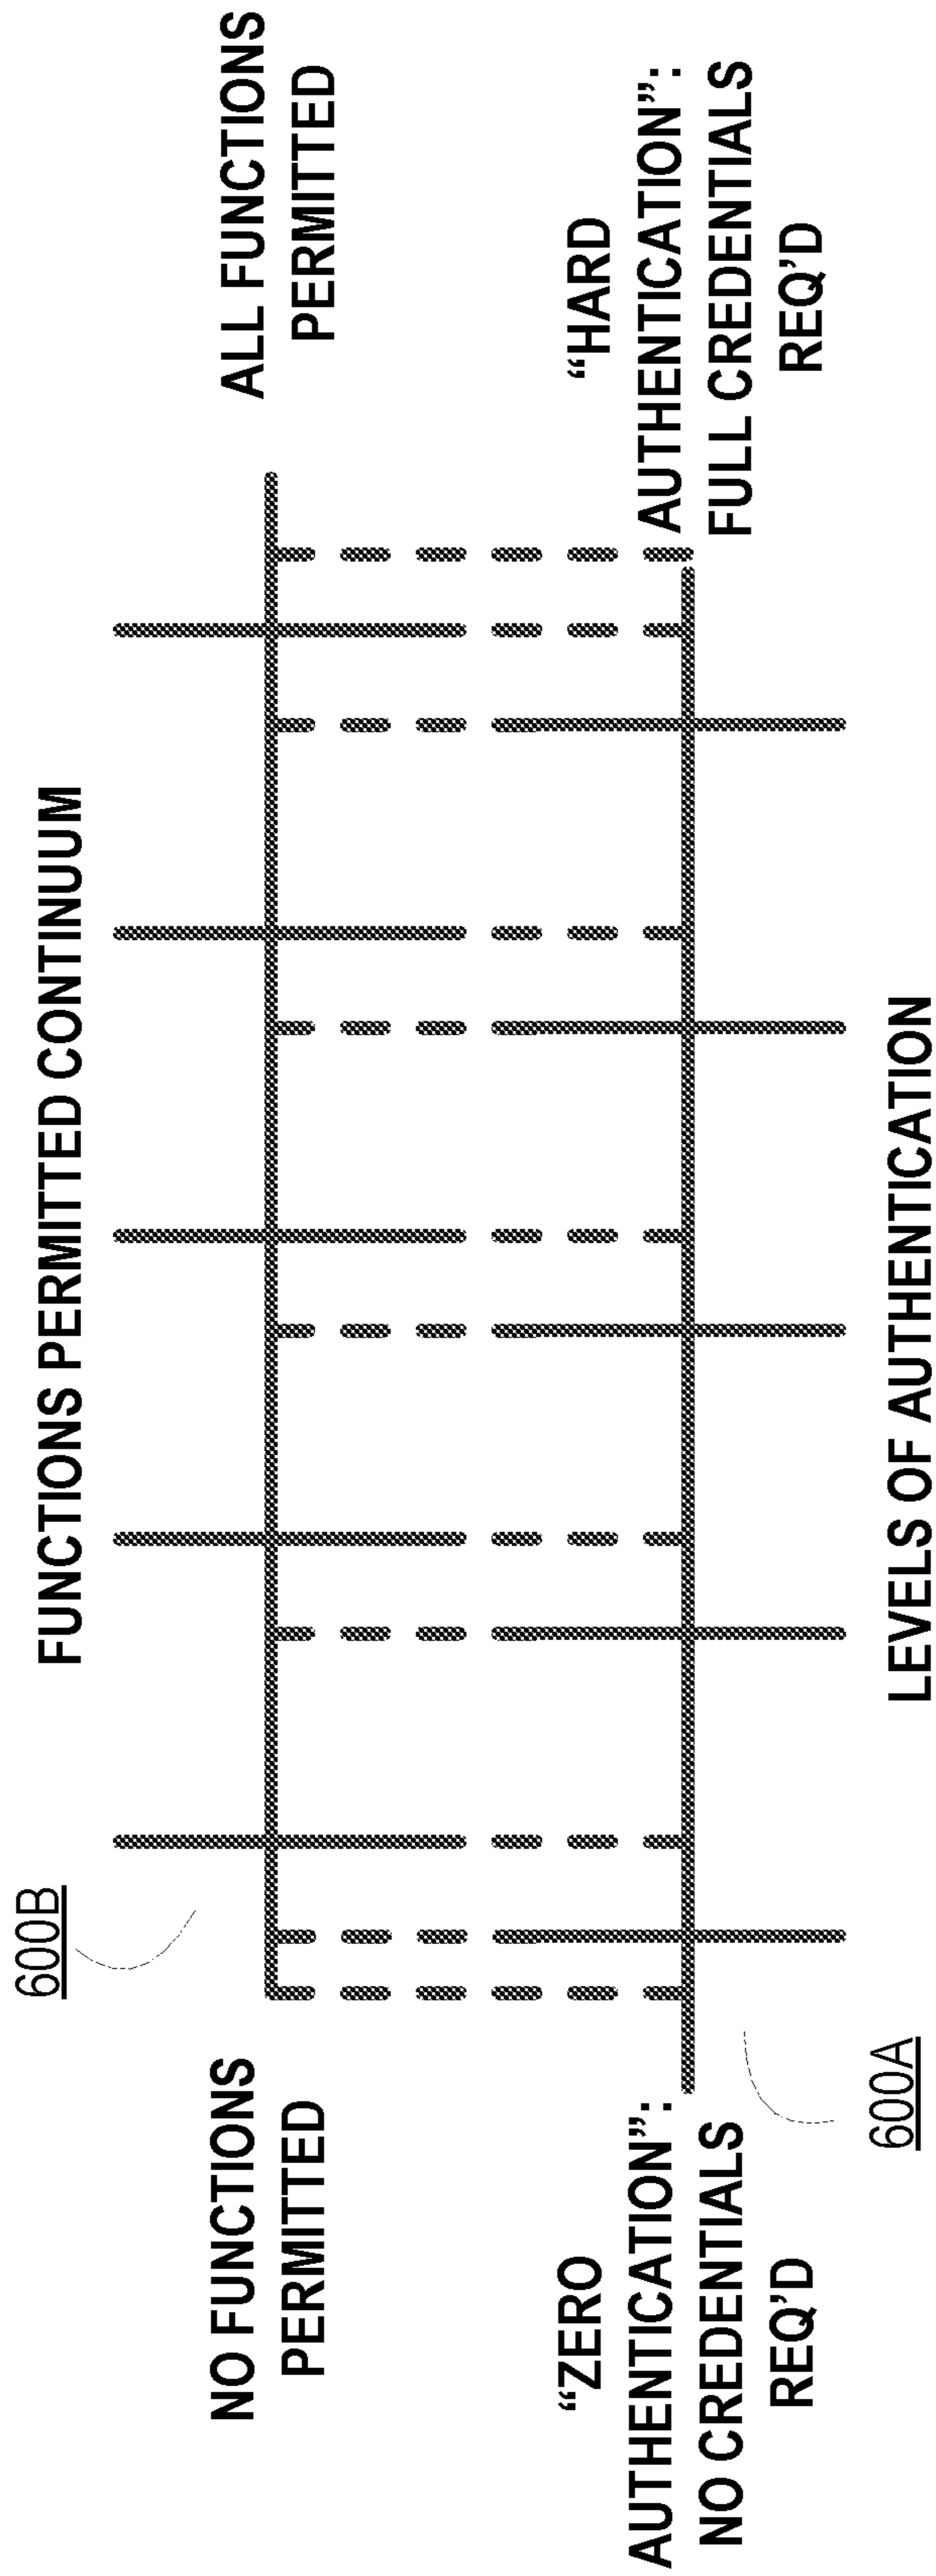 FUNCTIONS PERMITTED CONTINUUM
600B
NO FUNCTIONS
PERMITTED
ALL FUNCTIONS
PERMITTED
“ZERO
AUTHENTICATION”:
NO CREDENTIALS
REQ’D
“HARD
AUTHENTICATION”:
FULL CREDENTIALS
REQ’D
600A
LEVELS OF AUTHENTICATION